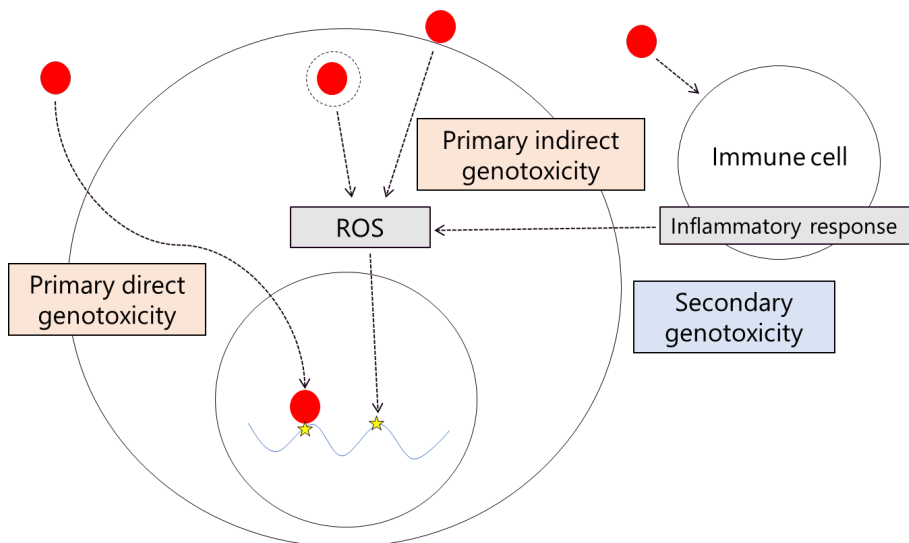 Primary indirect
genotoxicity
Immune cell
ROS
Inflammatory response
Primary direct
genotoxicity
Secondary
genotoxicity